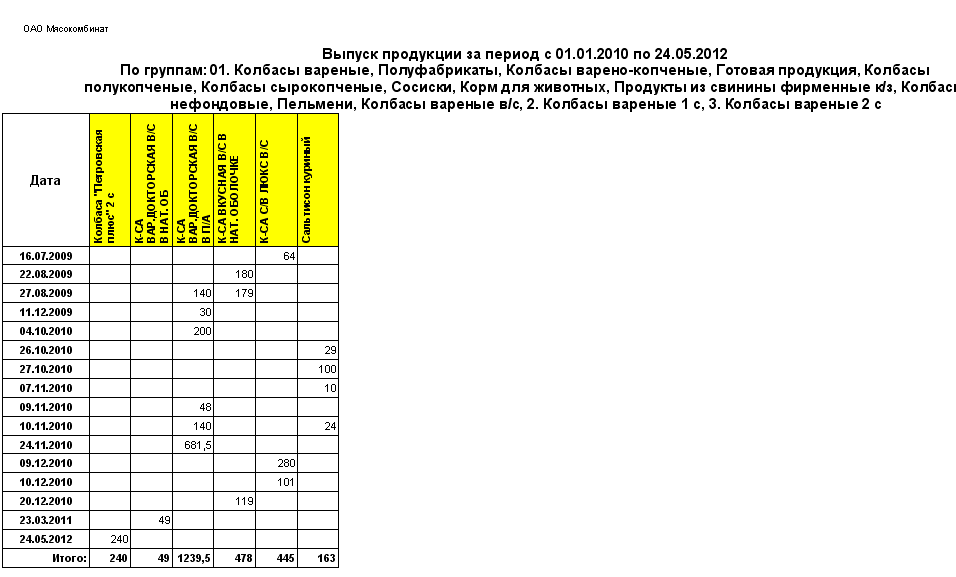 ОАО Мясокомбинат
Выпуск продукции за период с 01.01.2010 по 24.05.2012
По группам: 01. Колбасы вареные, Полуфабрикаты, Колбасы варено-копченые, Готовая продукция, Колбасы
полукопченые, Колбасы сырокопченые, Сосиски, Корм для животных, Продукты из свинины фирменные к/з, Колбас
нефондовые, Пельмени, Колбасы вареные в/с, 2. Колбасы вареные 1 с, 3. Колбасы вареные 2 с
Дата
Колбаса "Петровская
плюс" 2 с
К-СА
ВАР.ДОКТОРСКАЯ В/С
В НАТ. ОБ
К-СА
ВАР.ДОКТОРСКАЯ В/С
В П/А
К-СА ВКУСНАЯ В/С В
НАТ. ОБОЛОЧКЕ
К-СА С/В ЛЮКС В/С
Сальтисон куриный
16.07.2009 64
22.08.2009 180
27.08.2009 140 179
11.12.2009 30
04.10.2010 200
26.10.2010 29
27.10.2010 100
07.11.2010 10
09.11.2010 48
10.11.2010 140 24
24.11.2010 681,5
09.12.2010 280
10.12.2010 101
20.12.2010 119
23.03.2011 49
24.05.2012 240
Итого: 240 49 1239,5 478 445 163